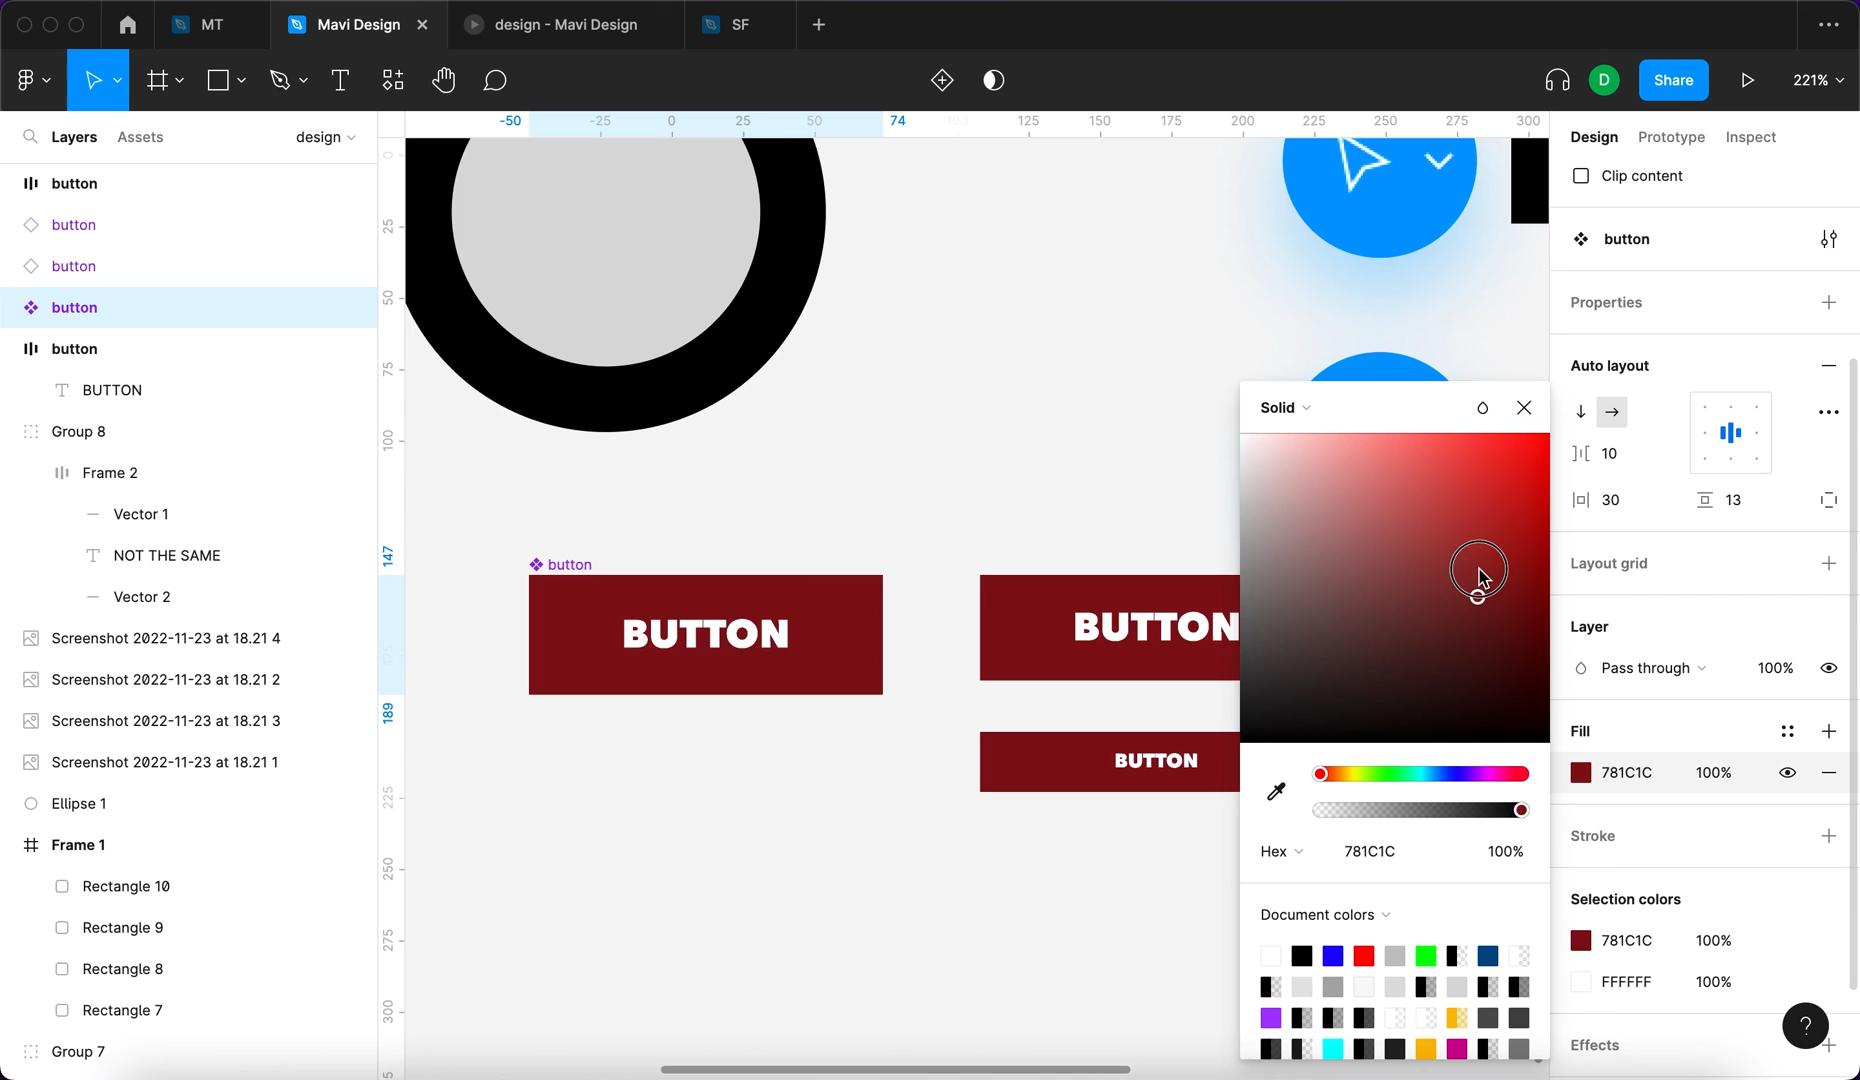 MT
Mavi Design
design - Mavi Design
SF
D
Share
221%
Layers
Assets
design
button
button
button
button
button
BUTTON
Group 8
Frame 2
Vector 1
NOT THE SAME
Vector 2
Screenshot 2022-11-23 at 18.21 4
Screenshot 2022-11-23 at 18.21 2
Screenshot 2022-11-23 at 18.21 3
Screenshot 2022-11-23 at 18.21 1
Ellipse 1
Frame 1
Rectangle 10
Rectangle 9
Rectangle 8
Rectangle 7
Group 7
-50 -25 0 25 50 74 100 125 150 175 200 225 250 275 300
0
25
50
75
100
147
175
189
225
250
275
300
button
BUTTON
BUTTON
BUTTON
Solid
Hex
781C1C
100%
Document colors
Design
Prototype
Inspect
Clip content
button
Properties
Auto layout
10
30
13
Layout grid
Layer
Pass through
100%
Fill
781C1C
100%
Stroke
Selection colors
781C1C
100%
FFFFFF
100%
Effects
?